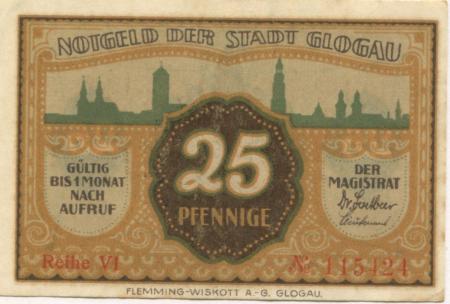 NOTGELD DER STADT GLOGAU
25
PFENNIGE
GÜLTIG
BIS 1 MONAT
NACH
AUFRUF
DER
MAGISTRAT
Reihe VI
№ 115424
FLEMMING-WISKOTT A.-G. GLOGAU.